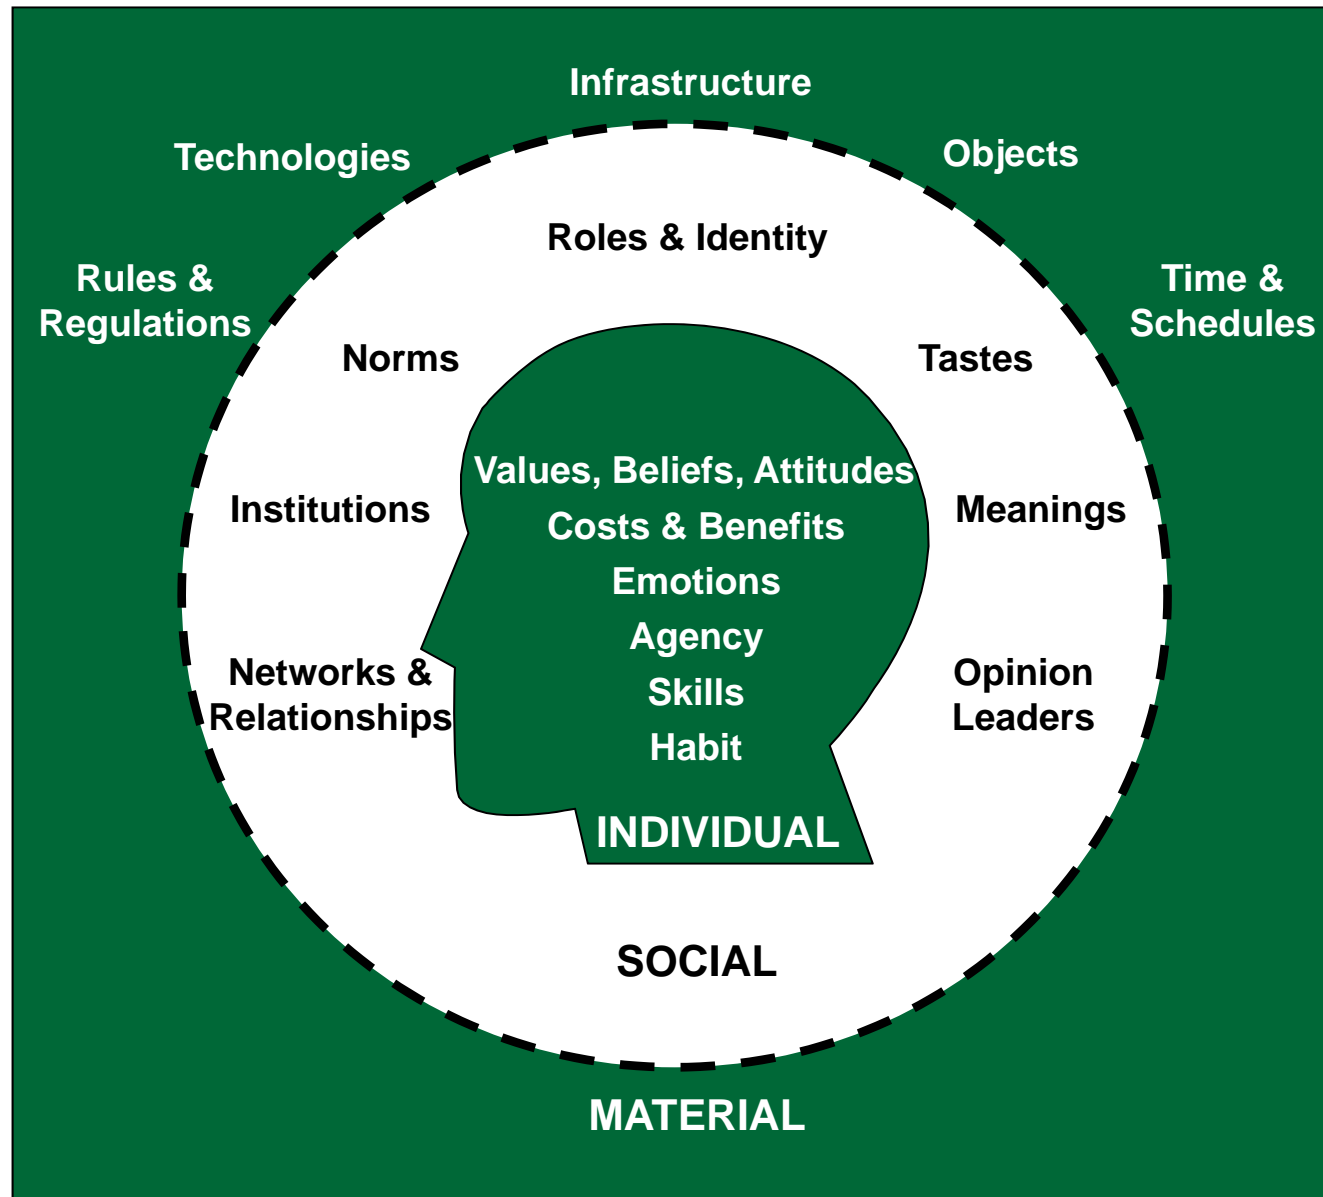 Infrastructure
Technologies
Objects
Rules &
Regulations
Time &
Schedules
Roles & Identity
Norms
Tastes
Institutions
Meanings
Networks &
Relationships
Opinion
Leaders
Values, Beliefs, Attitudes
Costs & Benefits
Emotions
Agency
Skills
Habit
INDIVIDUAL
SOCIAL
MATERIAL